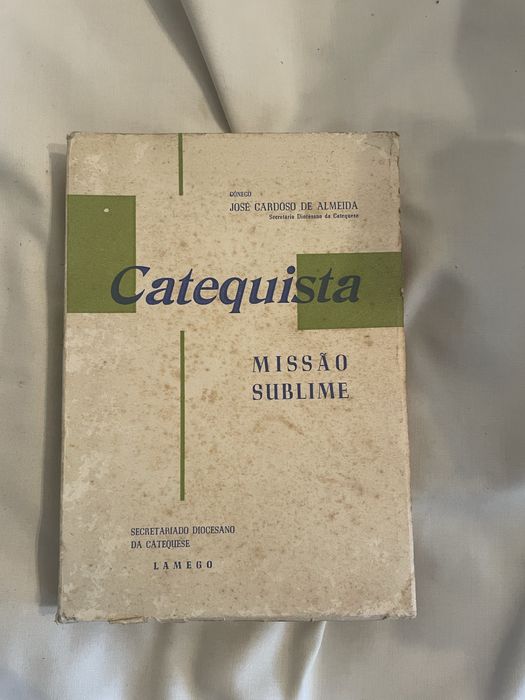 CÓNEGO
JOSÉ CARDOSO DE ALMEIDA
Secretário Diocesano da Catequese
Catequista
MISSÃO
SUBLIME
SECRETARIADO DIOCESANO
DA CATEQUESE
LAMEGO